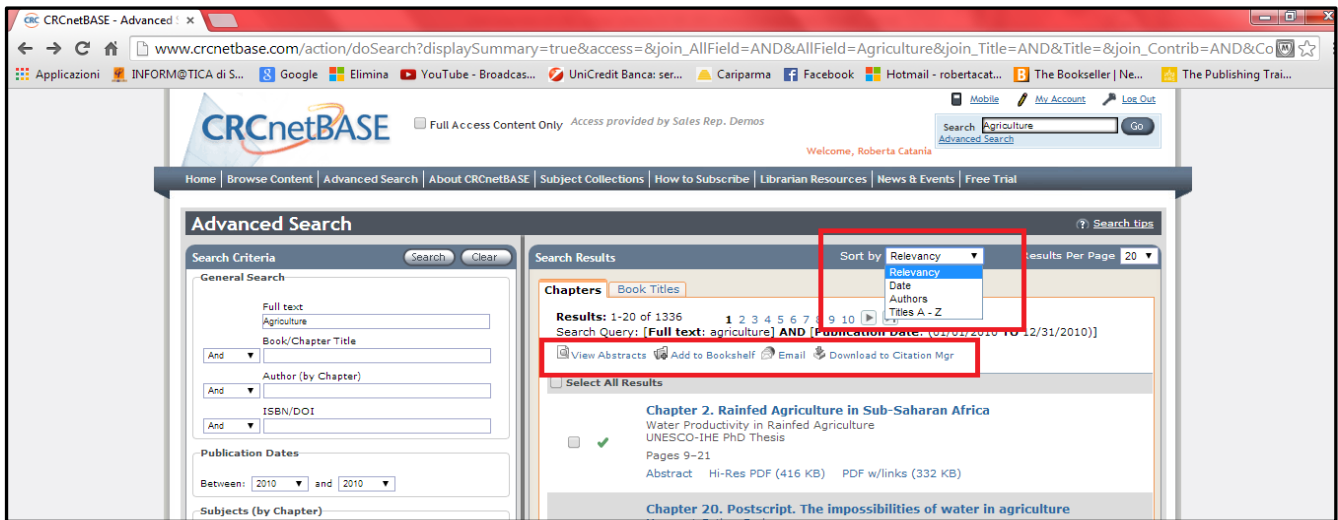 CRCnetBASE - Advanced S
www.crcnetbase.com/action/doSearch?displaySummary=true&access=&join_AllField=AND&AllField=Agriculture&join_Title=AND&Title=&join_Contrib=AND&Co
Applicazioni INFORM@TICA di S... Google Elimina YouTube - Broadcas... UniCredit Banca: ser... Cariparma Facebook Hotmail - robertacat... The Bookseller | Ne... The Publishing Trai...
Mobile My Account Log Out
CRCnetBASE Full Access Content Only Access provided by Sales Rep. Demos
Search Agriculture Go
Advanced Search
Welcome, Roberta Catania
Home | Browse Content | Advanced Search | About CRCnetBASE | Subject Collections | How to Subscribe | Librarian Resources | News & Events | Free Trial
Advanced Search
Search tips
Search Criteria Search Clear
General Search
Full text
Agriculture
Book/Chapter Title
And
Author (by Chapter)
And
ISBN/DOI
And
Publication Dates
Between: 2010 and 2010
Subjects (by Chapter)
Search Results Sort by Relevancy Results Per Page 20
Relevancy
Date
Authors
Titles A - Z
Chapters Book Titles
Results: 1-20 of 1336 1 2 3 4 5 6 7 8 9 10
Search Query: [Full text: agriculture] AND [Publication Date: (01/01/2010 TO 12/31/2010)]
View Abstracts Add to Bookshelf Email Download to Citation Mgr
Select All Results
Chapter 2. Rainfed Agriculture in Sub-Saharan Africa
Water Productivity in Rainfed Agriculture
UNESCO-IHE PhD Thesis
Pages 9–21
Abstract Hi-Res PDF (416 KB) PDF w/links (332 KB)
Chapter 20. Postscript. The impossibilities of water in agriculture